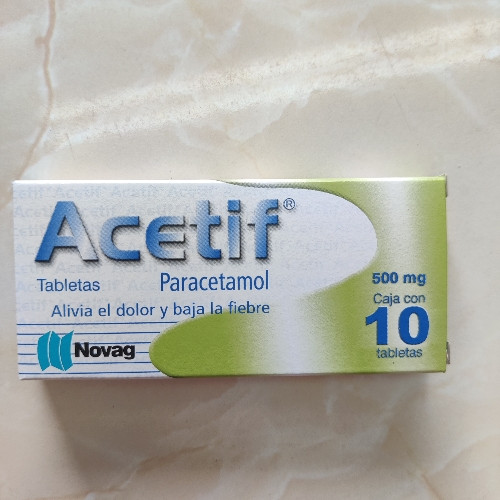 Acetif®
Tabletas
Paracetamol
Alivia el dolor y baja la fiebre
Novag
500 mg
Caja con
10
tabletas